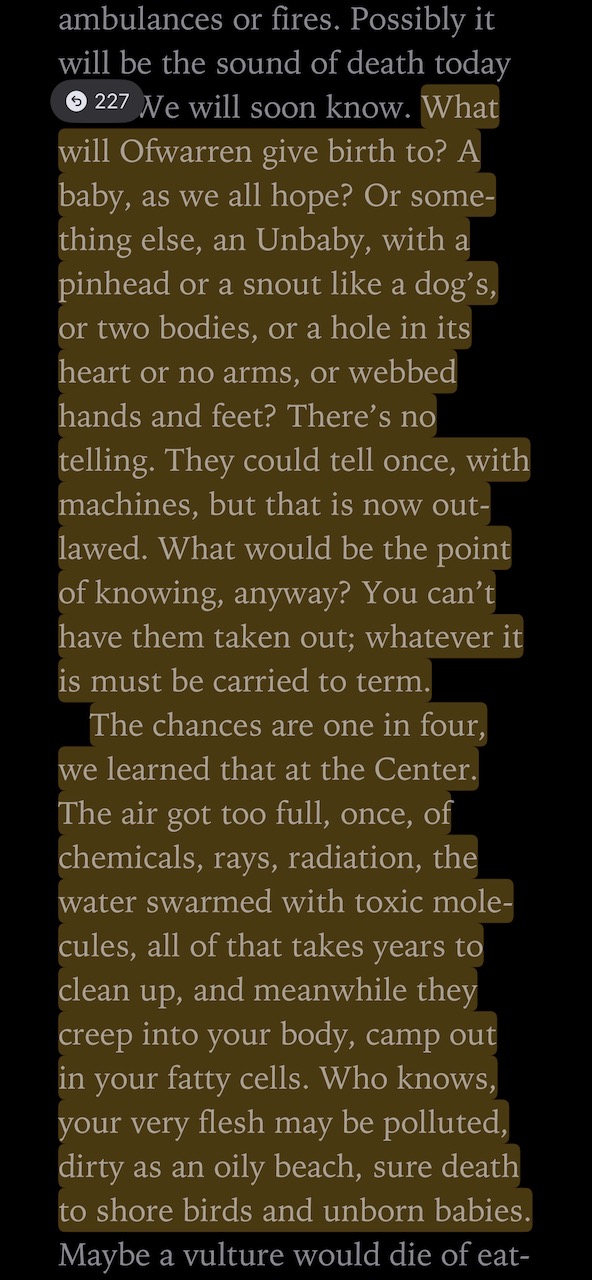 ambulances or fires. Possibly it
will be the sound of death today
227 We will soon know. What
will Ofwarren give birth to? A
baby, as we all hope? Or some-
thing else, an Unbaby, with a
pinhead or a snout like a dog’s,
or two bodies, or a hole in its
heart or no arms, or webbed
hands and feet? There’s no
telling. They could tell once, with
machines, but that is now out-
lawed. What would be the point
of knowing, anyway? You can’t
have them taken out; whatever it
is must be carried to term.
The chances are one in four,
we learned that at the Center.
The air got too full, once, of
chemicals, rays, radiation, the
water swarmed with toxic mole-
cules, all of that takes years to
clean up, and meanwhile they
creep into your body, camp out
in your fatty cells. Who knows,
your very flesh may be polluted,
dirty as an oily beach, sure death
to shore birds and unborn babies.
Maybe a vulture would die of eat-